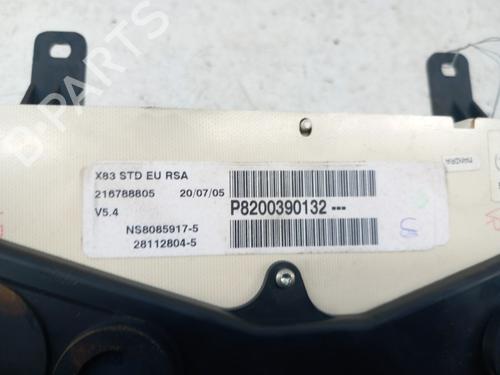 B-PARTS
X83 STD EU RSA
216788805 20/07/05
V5.4
P8200390132 ---
NS8085917-5
28112804-5